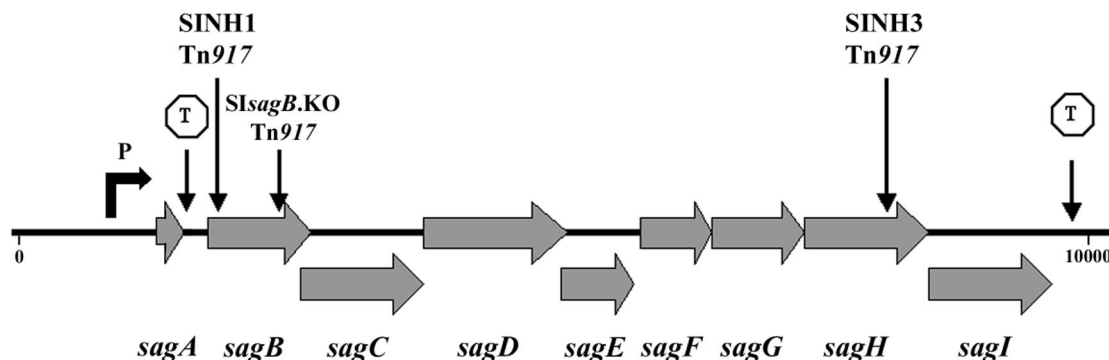 SINH1
Tn917
SINH3
Tn917
T
SIsagB.KO
Tn917
T
P
0
10000
sagA sagB sagC sagD sagE sagF sagG sagH sagI